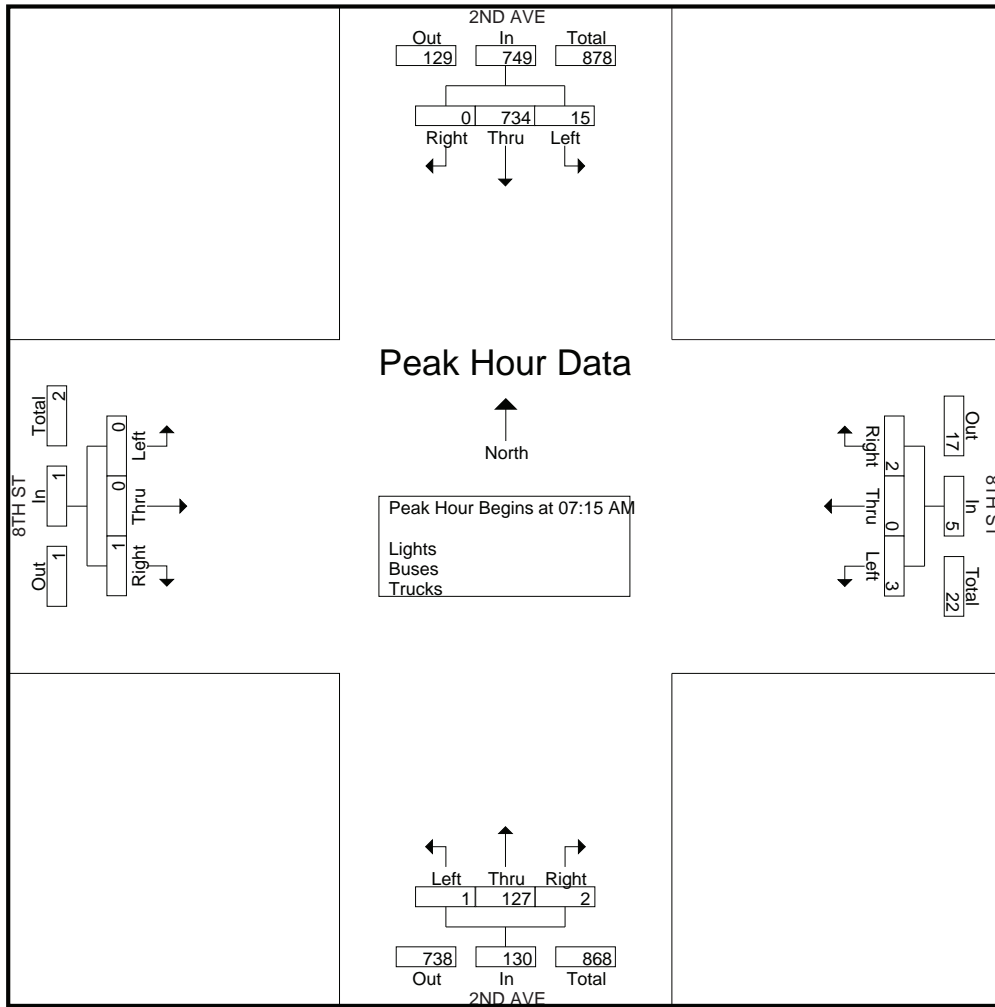 2ND AVE
Out In Total
129 749 878
0 734 15
Right Thru Left
Peak Hour Data
North
Peak Hour Begins at 07:15 AM
Lights
Buses
Trucks
8TH ST
Total In Out
2 1 1
0 0 1
Left Thru Right
Right Thru Left
2 0 3
17 5 22
Out In Total
8TH ST
Left Thru Right
1 127 2
738 130 868
Out In Total
2ND AVE